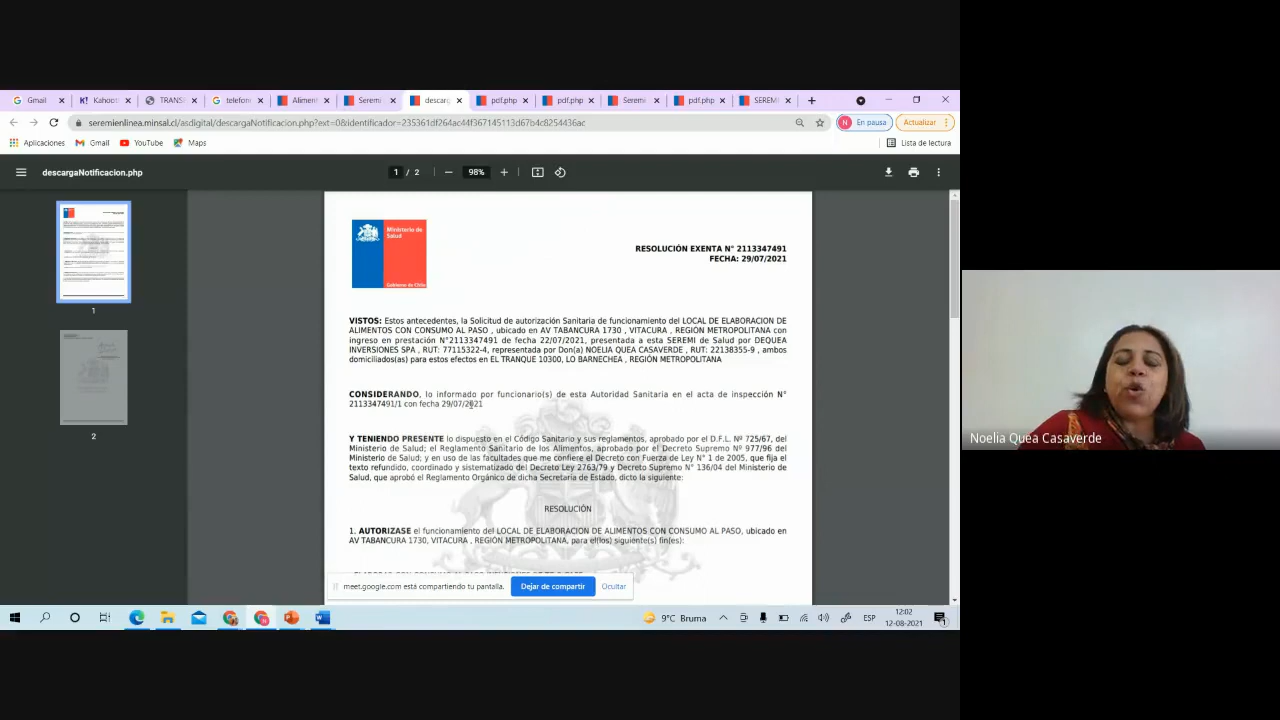 Gmail
Kahoot
TRANS
telefon
Aliment
Seremi
descarg
pdf.php
pdf.php
Seremi
pdf.php
SEREMI
seremienlinea.minsal.cl/asdigital/descargaNotificacion.php?ext=0&identificador=235361df264ac44f367145113d67b4c8254436ac
N En pausa
Actualizar
Aplicaciones
Gmail
YouTube
Maps
Lista de lectura
descargaNotificacion.php
1 / 2
98%
1
2
Ministerio de
Salud
Gobierno de Chile
RESOLUCIÓN EXENTA N° 2113347491
FECHA: 29/07/2021
VISTOS: Estos antecedentes, la Solicitud de autorización Sanitaria de funcionamiento del LOCAL DE ELABORACION DE
ALIMENTOS CON CONSUMO AL PASO , ubicado en AV TABANCURA 1730 , VITACURA , REGIÓN METROPOLITANA con
ingreso en prestación N°2113347491 de fecha 22/07/2021, presentada a esta SEREMI de Salud por DEQUEA
INVERSIONES SPA , RUT: 77115322-4, representada por Don(a) NOELIA QUEA CASAVERDE , RUT: 22138355-9 , ambos
domiciliados(as) para estos efectos en EL TRANQUE 10300, LO BARNECHEA , REGIÓN METROPOLITANA
CONSIDERANDO, lo informado por funcionario(s) de esta Autoridad Sanitaria en el acta de inspección N°
2113347491/1 con fecha 29/07/2021
Y TENIENDO PRESENTE lo dispuesto en el Código Sanitario y sus reglamentos, aprobado por el D.F.L. Nº 725/67, del
Ministerio de Salud; el Reglamento Sanitario de los Alimentos, aprobado por el Decreto Supremo Nº 977/96 del
Ministerio de Salud; y en uso de las facultades que me confiere el Decreto con Fuerza de Ley N° 1 de 2005, que fija el
texto refundido, coordinado y sistematizado del Decreto Ley 2763/79 y Decreto Supremo N° 136/04 del Ministerio de
Salud, que aprobó el Reglamento Orgánico de dicha Secretaría de Estado, dicto la siguiente:
RESOLUCIÓN
1. AUTORIZASE el funcionamiento del LOCAL DE ELABORACION DE ALIMENTOS CON CONSUMO AL PASO, ubicado en
AV TABANCURA 1730, VITACURA , REGIÓN METROPOLITANA, para el(los) siguiente(s) fin(es):
meet.google.com está compartiendo tu pantalla.
Dejar de compartir
Ocultar
Noelia Quea Casaverde
9°C Bruma
ESP
12:02
12-08-2021
1